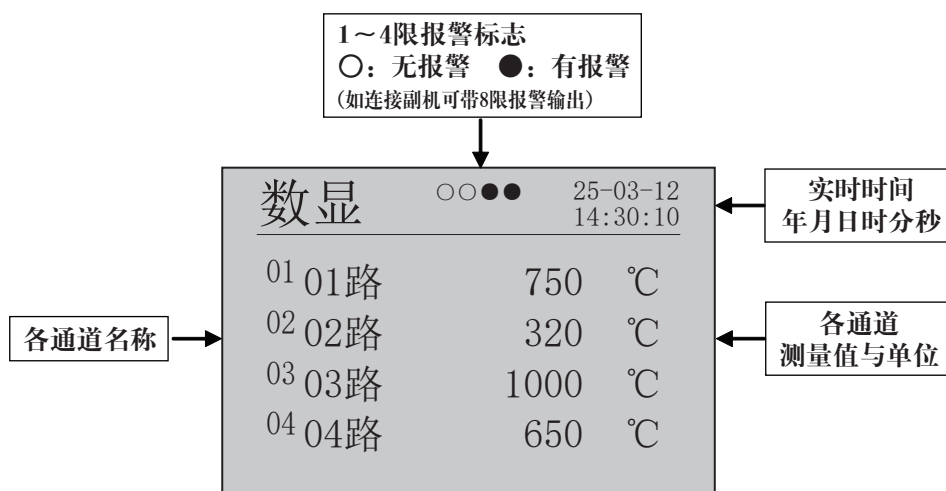 1～4限报警标志
○：无报警 ●：有报警
(如连接副机可带8限报警输出)
数显 ○○●● 25-03-12
14:30:10
实时时间
年月日时分秒
01 01路 750 ℃
02 02路 320 ℃
03 03路 1000 ℃
04 04路 650 ℃
各通道名称
各通道
测量值与单位